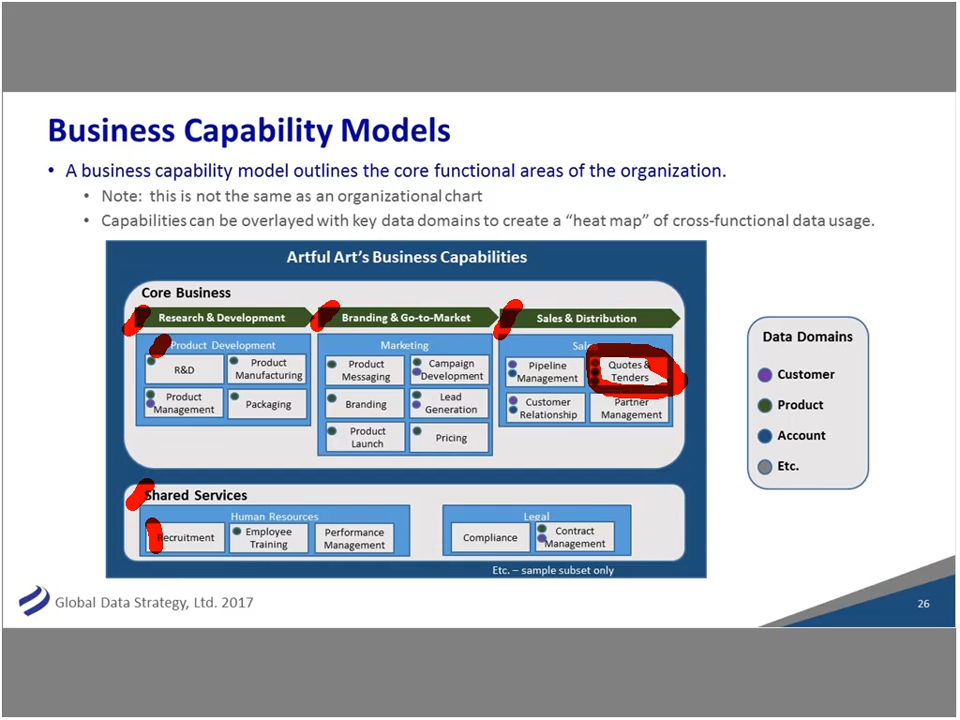 Business Capability Models
• A business capability model outlines the core functional areas of the organization.
• Note: this is not the same as an organizational chart
• Capabilities can be overlayed with key data domains to create a “heat map” of cross-functional data usage.
Artful Art's Business Capabilities
Core Business
Research & Development
Branding & Go-to-Market
Sales & Distribution
Product Development
R&D
Product
Manufacturing
Product
Management
Packaging
Marketing
Product
Messaging
Campaign
Development
Branding
Lead
Generation
Product
Launch
Pricing
Sales
Pipeline
Management
Quotes &
Tenders
Customer
Relationship
Partner
Management
Shared Services
Human Resources
Recruitment
Employee
Training
Performance
Management
Legal
Compliance
Contract
Management
Etc. – sample subset only
Data Domains
Customer
Product
Account
Etc.
Global Data Strategy, Ltd. 2017
26